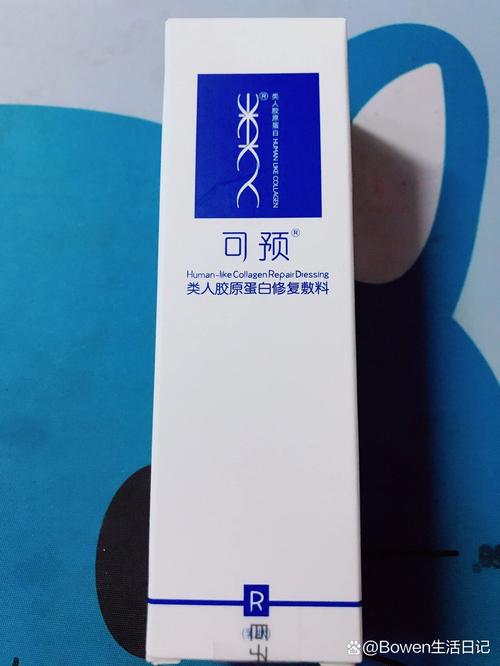 类人胶原蛋白 HUMAN LIKE COLLAGEN
®
可预®
Human-like Collagen Repair Dressing
类人胶原蛋白修复敷料
R
@Bowen生活日记